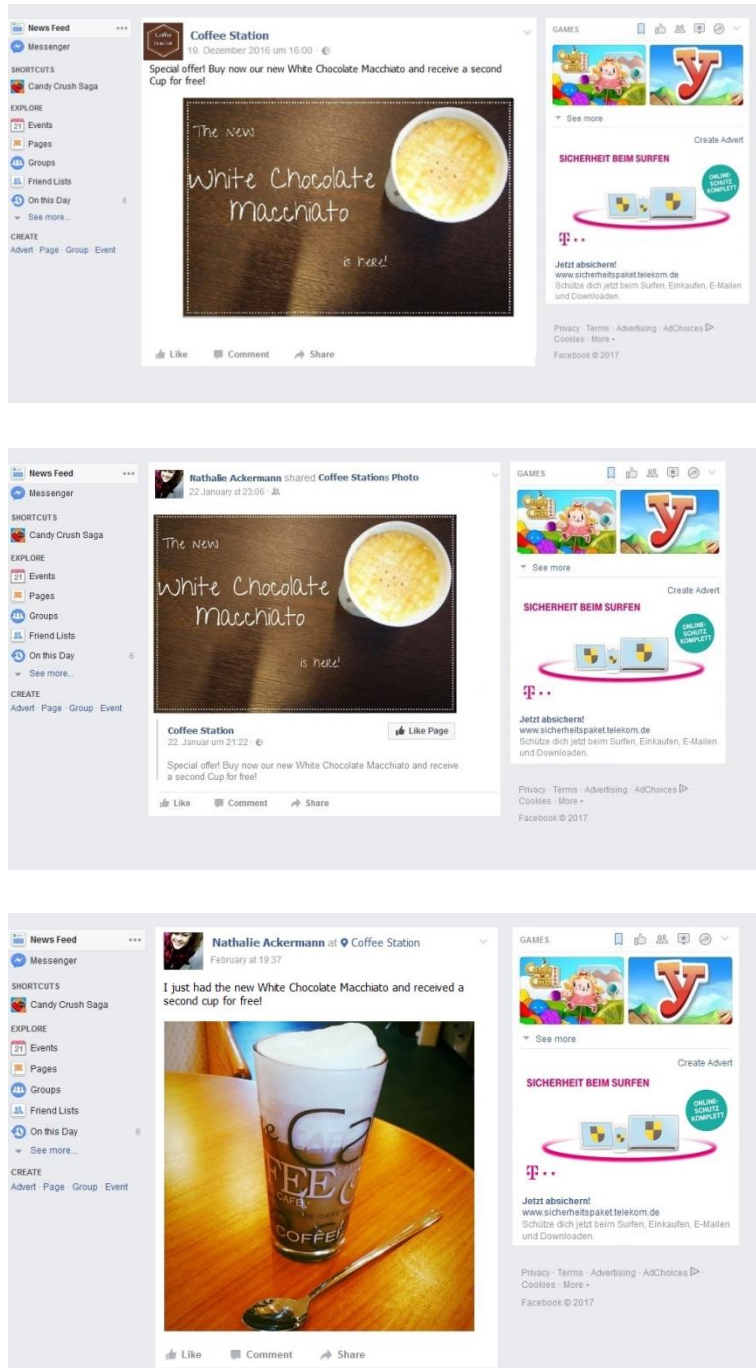 News Feed
Messenger
SHORTCUTS
Candy Crush Saga
EXPLORE
21 Events
Pages
Groups
Friend Lists
On this Day 6
See more...
CREATE
Advert · Page · Group · Event
Coffee Station
19. Dezember 2016 um 16:00
Special offer! Buy now our new White Chocolate Macchiato and receive a second
Cup for free!
The new
White Chocolate
Macchiato
is here!
Like Comment Share
GAMES
See more
Create Advert
SICHERHEIT BEIM SURFEN
ONLINE-
SCHUTZ
KOMPLETT
T
Jetzt absichern!
www.sicherheitspaket.telekom.de
Schütze dich jetzt beim Surfen, Einkaufen, E-Mailen
und Downloaden.
Privacy · Terms · Advertising · AdChoices
Cookies · More
Facebook © 2017
News Feed
Messenger
SHORTCUTS
Candy Crush Saga
EXPLORE
21 Events
Pages
Groups
Friend Lists
On this Day 6
See more...
CREATE
Advert · Page · Group · Event
Nathalie Ackermann shared Coffee Stations Photo
22 January at 23:06
The new
White Chocolate
Macchiato
is here!
Coffee Station
22. Januar um 21:22
Like Page
Special offer! Buy now our new White Chocolate Macchiato and receive
a second Cup for free!
Like Comment Share
GAMES
See more
Create Advert
SICHERHEIT BEIM SURFEN
ONLINE-
SCHUTZ
KOMPLETT
T
Jetzt absichern!
www.sicherheitspaket.telekom.de
Schütze dich jetzt beim Surfen, Einkaufen, E-Mailen
und Downloaden.
Privacy · Terms · Advertising · AdChoices
Cookies · More
Facebook © 2017
News Feed
Messenger
SHORTCUTS
Candy Crush Saga
EXPLORE
21 Events
Pages
Groups
Friend Lists
On this Day 6
See more...
CREATE
Advert · Page · Group · Event
Nathalie Ackermann at Coffee Station
February at 19:37
I just had the new White Chocolate Macchiato and received a
second cup for free!
CAFE
COFFEE
Like Comment Share
GAMES
See more
Create Advert
SICHERHEIT BEIM SURFEN
ONLINE-
SCHUTZ
KOMPLETT
T
Jetzt absichern!
www.sicherheitspaket.telekom.de
Schütze dich jetzt beim Surfen, Einkaufen, E-Mailen
und Downloaden.
Privacy · Terms · Advertising · AdChoices
Cookies · More
Facebook © 2017